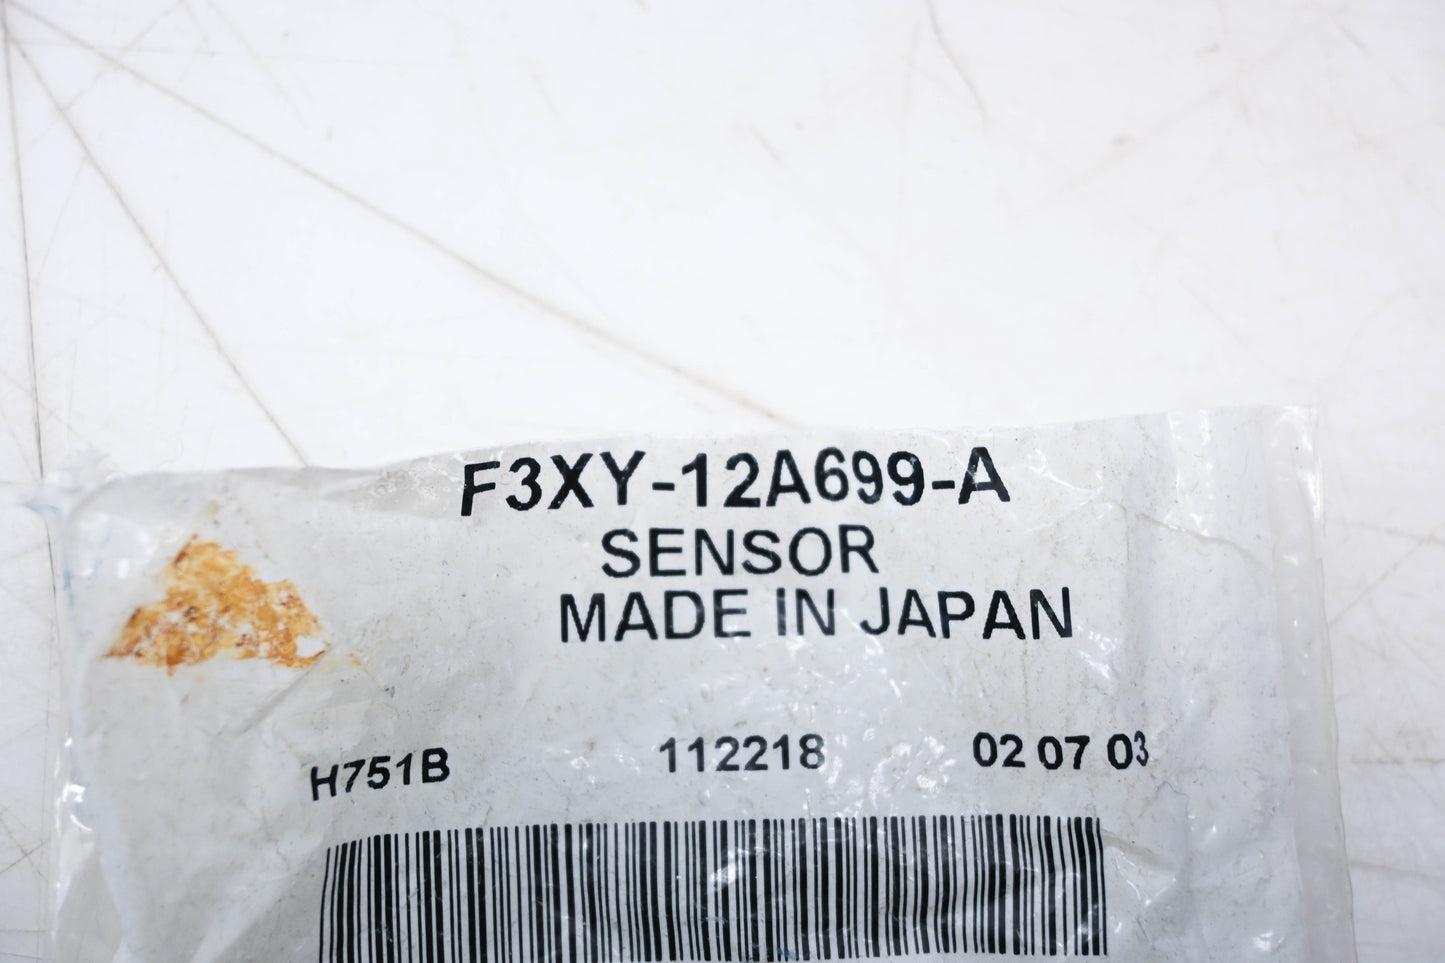 F3XY-12A699-A
SENSOR
MADE IN JAPAN
H751B 112218 02 07 03